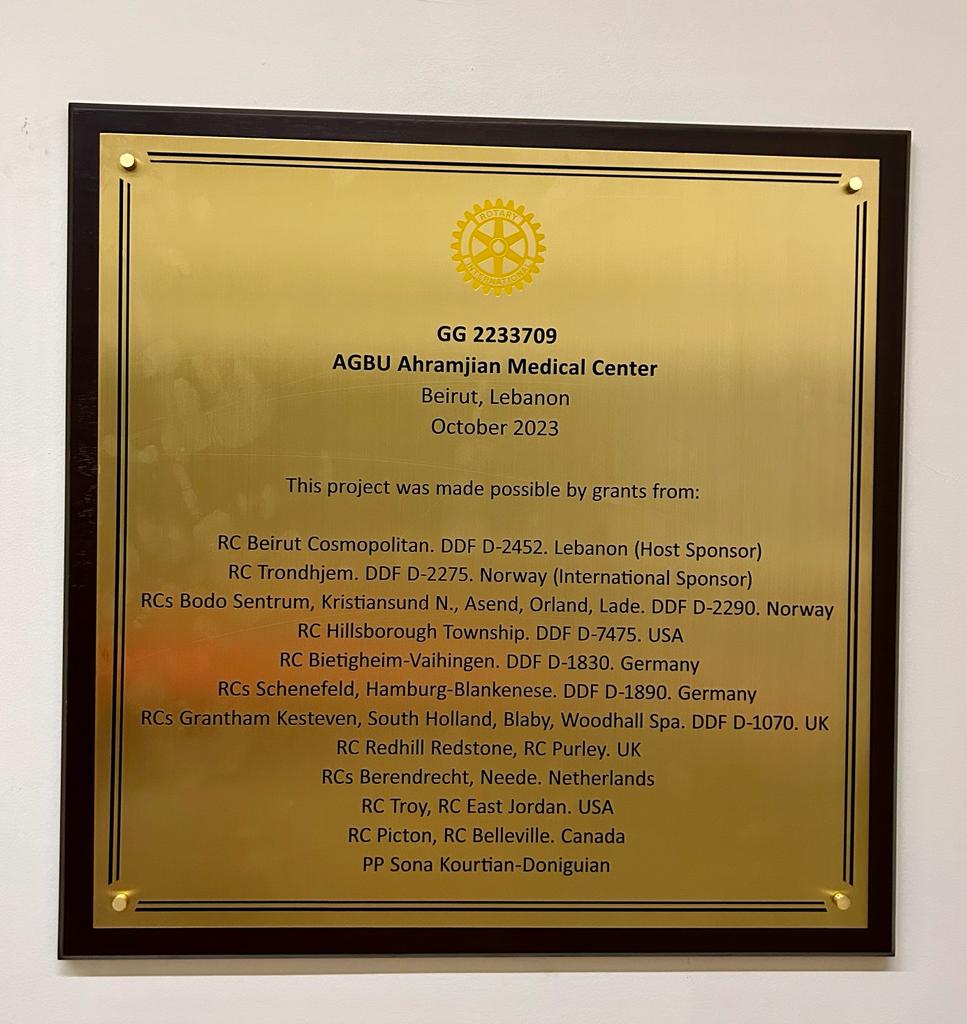 ROTARY
INTERNATIONAL
GG 2233709
AGBU Ahramjian Medical Center
Beirut, Lebanon
October 2023
This project was made possible by grants from:
RC Beirut Cosmopolitan. DDF D-2452. Lebanon (Host Sponsor)
RC Trondhjem. DDF D-2275. Norway (International Sponsor)
RCs Bodo Sentrum, Kristiansund N., Asend, Orland, Lade. DDF D-2290. Norway
RC Hillsborough Township. DDF D-7475. USA
RC Bietigheim-Vaihingen. DDF D-1830. Germany
RCs Schenefeld, Hamburg-Blankenese. DDF D-1890. Germany
RCs Grantham Kesteven, South Holland, Blaby, Woodhall Spa. DDF D-1070. UK
RC Redhill Redstone, RC Purley. UK
RCs Berendrecht, Neede. Netherlands
RC Troy, RC East Jordan. USA
RC Picton, RC Belleville. Canada
PP Sona Kourtian-Doniguian